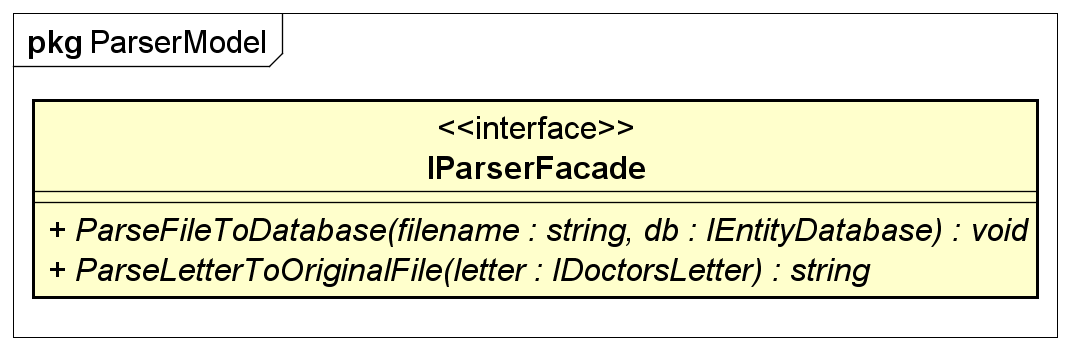 pkg ParserModel
<<interface>>
IParserFacade
+ ParseFileToDatabase(filename : string, db : IEntityDatabase) : void
+ ParseLetterToOriginalFile(letter : IDoctorsLetter) : string